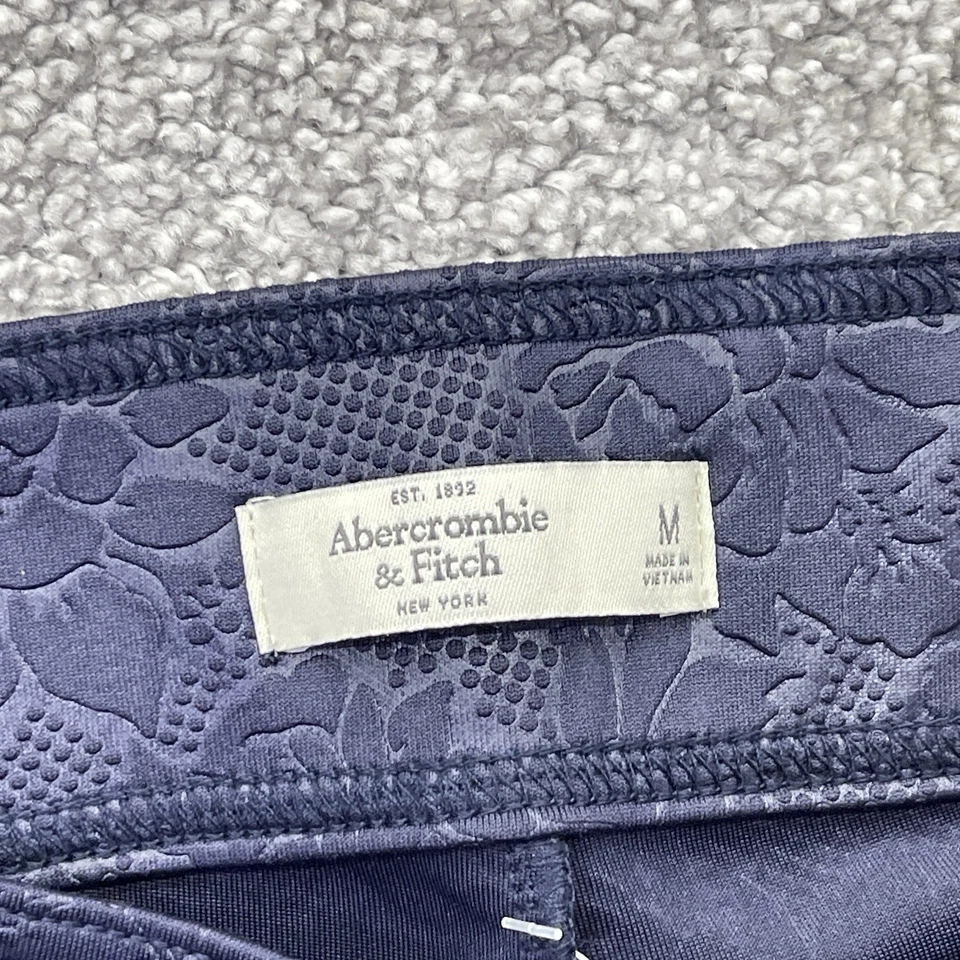 EST. 1892
Abercrombie
& Fitch
NEW YORK
M
MADE IN
VIETNAM